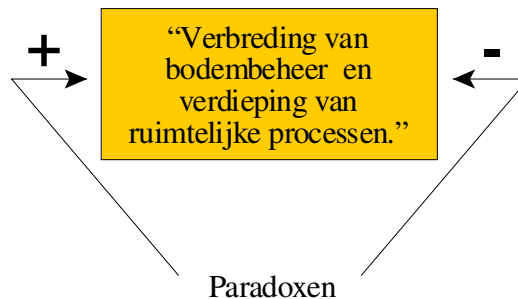 +
-
“Verbreding van
bodembeheer en
verdieping van
ruimtelijke processen.”
Paradoxen